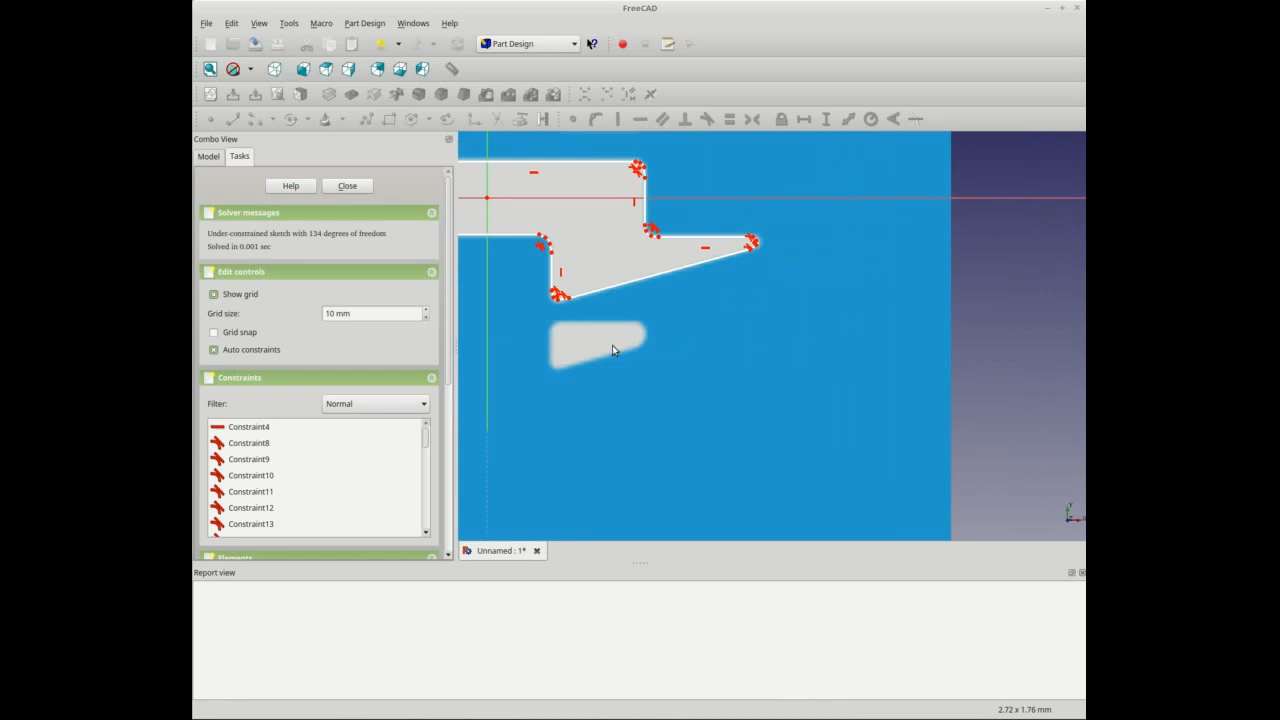 FreeCAD
File Edit View Tools Macro Part Design Windows Help
Part Design
Combo View
Model Tasks
Help Close
Solver messages
Under-constrained sketch with 134 degrees of freedom
Solved in 0.001 sec
Edit controls
Show grid
Grid size: 10 mm
Grid snap
Auto constraints
Constraints
Filter: Normal
Constraint4
Constraint8
Constraint9
Constraint10
Constraint11
Constraint12
Constraint13
Elements
Y
Unnamed : 1*
Report view
2.72 x 1.76 mm